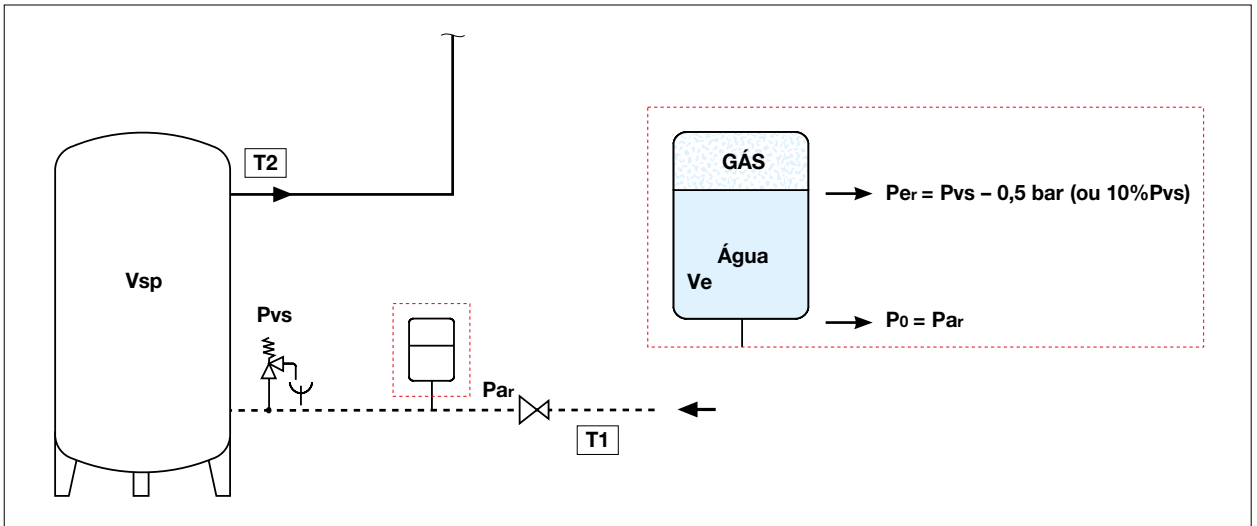 T2
GÁS
Per = Pvs – 0,5 bar (ou 10%Pvs)
Água
Ve
Vsp
Pvs
P0 = Par
Par
T1